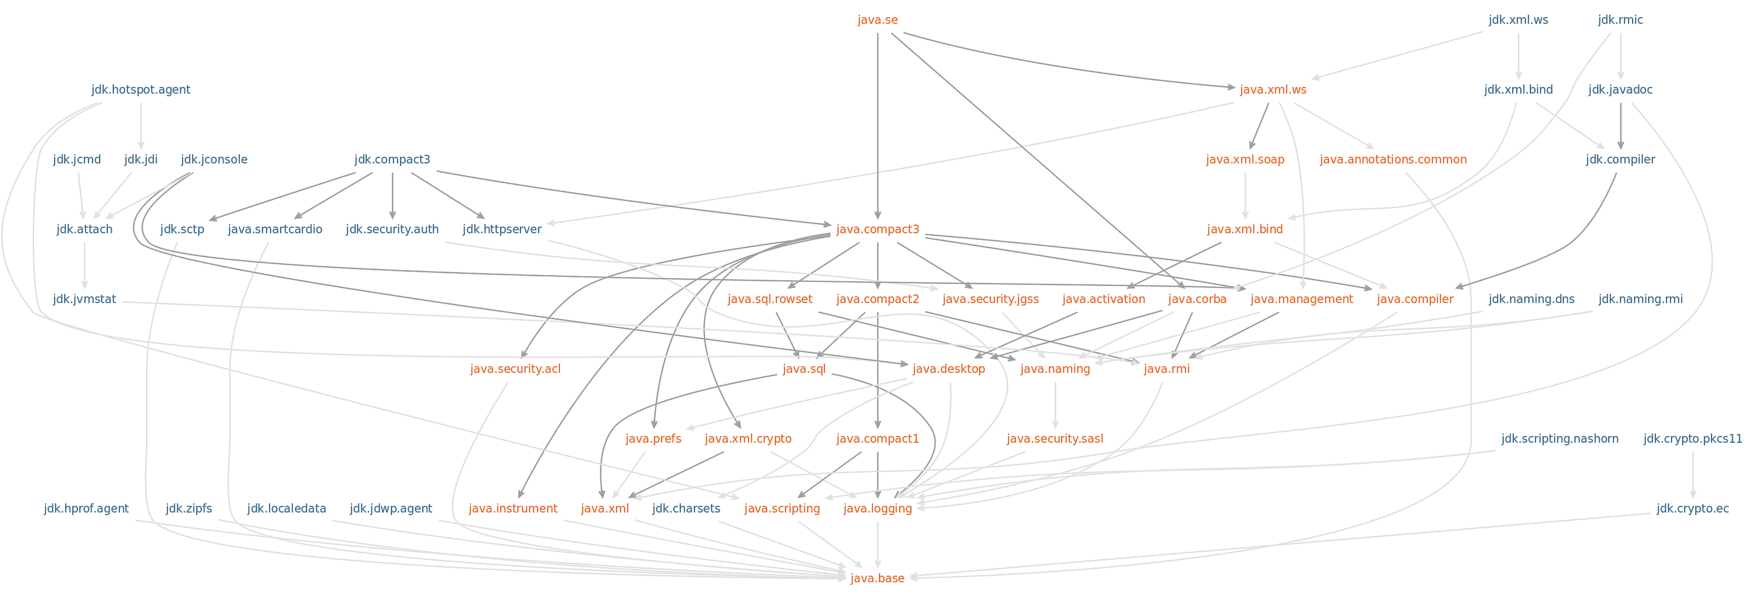 java.se
jdk.xml.ws
jdk.rmic
jdk.hotspot.agent
java.xml.ws
jdk.xml.bind
jdk.javadoc
jdk.jcmd
jdk.jdi
jdk.jconsole
jdk.compact3
java.xml.soap
java.annotations.common
jdk.compiler
jdk.attach
jdk.sctp
java.smartcardio
jdk.security.auth
jdk.httpserver
java.compact3
java.xml.bind
jdk.jvmstat
java.sql.rowset
java.compact2
java.security.jgss
java.activation
java.corba
java.management
java.compiler
jdk.naming.dns
jdk.naming.rmi
java.security.acl
java.sql
java.desktop
java.naming
java.rmi
java.prefs
java.xml.crypto
java.compact1
java.security.sasl
jdk.scripting.nashorn
jdk.crypto.pkcs11
jdk.hprof.agent
jdk.zipfs
jdk.localedata
jdk.jdwp.agent
java.instrument
java.xml
jdk.charsets
java.scripting
java.logging
jdk.crypto.ec
java.base